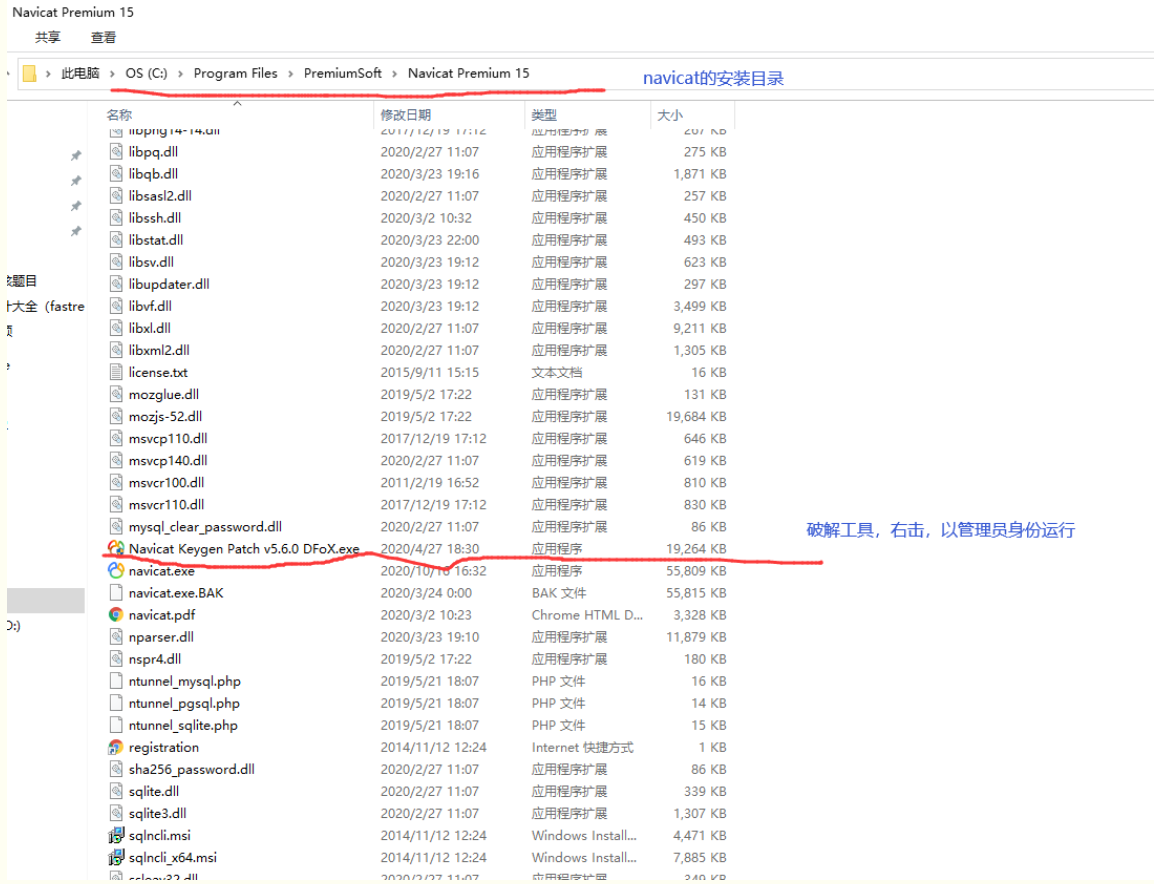 Navicat Premium 15
共享 查看
此电脑 › OS (C:) › Program Files › PremiumSoft › Navicat Premium 15
navicat的安装目录
名称 修改日期 类型 大小
libpng14-14.dll 2017/12/19 17:12 应用程序扩展 267 KB
libpq.dll 2020/2/27 11:07 应用程序扩展 275 KB
libqb.dll 2020/3/23 19:16 应用程序扩展 1,871 KB
libsasl2.dll 2020/2/27 11:07 应用程序扩展 257 KB
libssh.dll 2020/3/2 10:32 应用程序扩展 450 KB
libstat.dll 2020/3/23 22:00 应用程序扩展 493 KB
libsv.dll 2020/3/23 19:12 应用程序扩展 623 KB
题目
libupdater.dll 2020/3/23 19:12 应用程序扩展 297 KB
大全（fastre
libvf.dll 2020/3/23 19:12 应用程序扩展 3,499 KB
libxl.dll 2020/2/27 11:07 应用程序扩展 9,211 KB
libxml2.dll 2020/2/27 11:07 应用程序扩展 1,305 KB
license.txt 2015/9/11 15:15 文本文档 16 KB
mozglue.dll 2019/5/2 17:22 应用程序扩展 131 KB
mozjs-52.dll 2019/5/2 17:22 应用程序扩展 19,684 KB
msvcp110.dll 2017/12/19 17:12 应用程序扩展 646 KB
msvcp140.dll 2020/2/27 11:07 应用程序扩展 619 KB
msvcr100.dll 2011/2/19 16:52 应用程序扩展 810 KB
msvcr110.dll 2017/12/19 17:12 应用程序扩展 830 KB
mysql_clear_password.dll 2020/2/27 11:07 应用程序扩展 86 KB
破解工具，右击，以管理员身份运行
Navicat Keygen Patch v5.6.0 DFoX.exe 2020/4/27 18:30 应用程序 19,264 KB
navicat.exe 2020/10/16 16:32 应用程序 55,809 KB
navicat.exe.BAK 2020/3/24 0:00 BAK 文件 55,815 KB
navicat.pdf 2020/3/2 10:23 Chrome HTML D... 3,328 KB
:)
nparser.dll 2020/3/23 19:10 应用程序扩展 11,879 KB
nspr4.dll 2019/5/2 17:22 应用程序扩展 180 KB
ntunnel_mysql.php 2019/5/21 18:07 PHP 文件 16 KB
ntunnel_pgsql.php 2019/5/21 18:07 PHP 文件 14 KB
ntunnel_sqlite.php 2019/5/21 18:07 PHP 文件 15 KB
registration 2014/11/12 12:24 Internet 快捷方式 1 KB
sha256_password.dll 2020/2/27 11:07 应用程序扩展 86 KB
sqlite.dll 2020/2/27 11:07 应用程序扩展 339 KB
sqlite3.dll 2020/2/27 11:07 应用程序扩展 1,307 KB
sqlncli.msi 2014/11/12 12:24 Windows Install... 4,471 KB
sqlncli_x64.msi 2014/11/12 12:24 Windows Install... 7,885 KB
ssleay32.dll 2020/2/27 11:07 应用程序扩展 349 KB